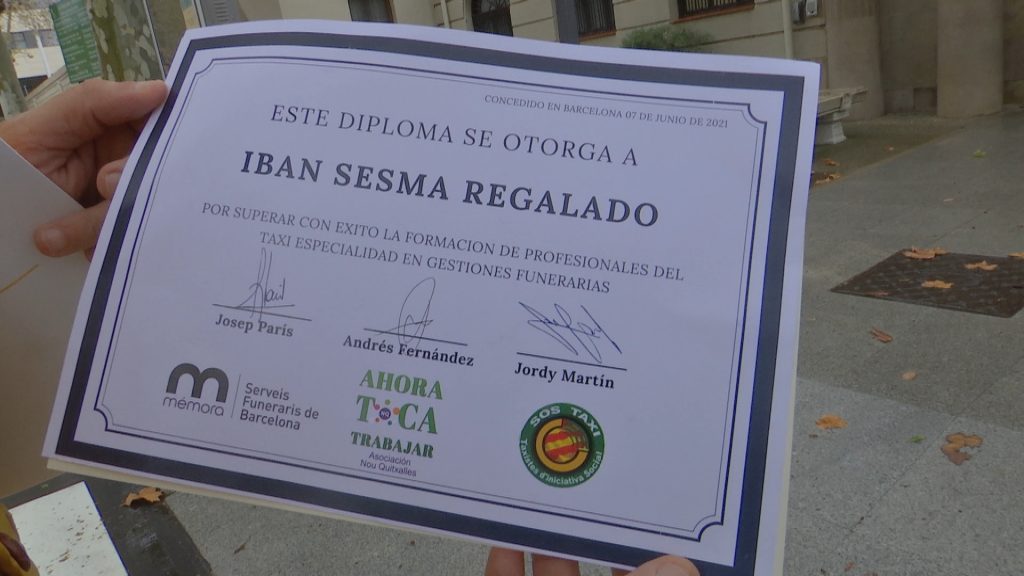 CONCEDIDO EN BARCELONA 07 DE JUNIO DE 2021
ESTE DIPLOMA SE OTORGA A
IBAN SESMA REGALADO
POR SUPERAR CON EXITO LA FORMACION DE PROFESIONALES DEL
TAXI ESPECIALIDAD EN GESTIONES FUNERARIAS
Josep París
Andrés Fernández
Jordy Martín
mémora
Serveis
Funeraris de
Barcelona
AHORA
TOCA
TRABAJAR
Asociación
Nou Quitxalles
SOS TAXI
Taxistes d'iniciativa Social